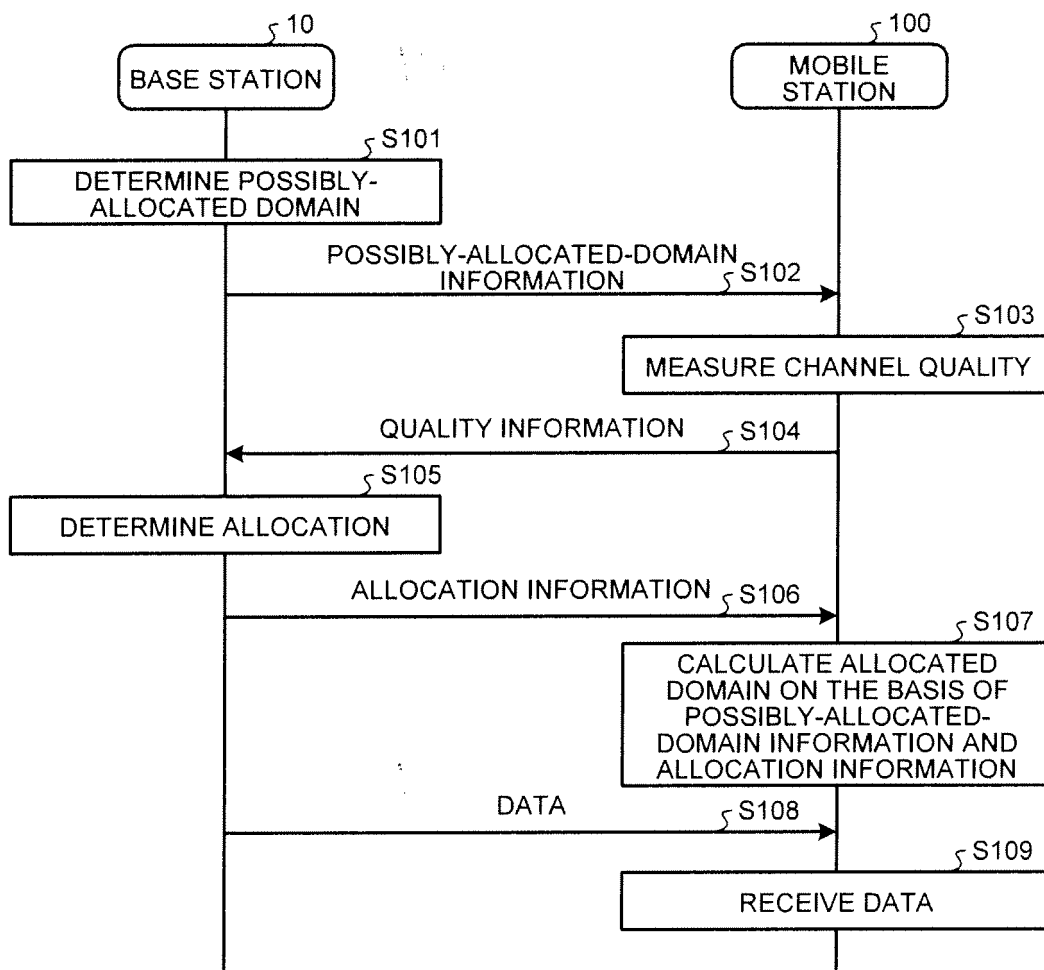 10
BASE STATION
100
MOBILE
STATION
S101
DETERMINE POSSIBLY-
ALLOCATED DOMAIN
POSSIBLY-ALLOCATED-DOMAIN
INFORMATION
S102
S103
MEASURE CHANNEL QUALITY
QUALITY INFORMATION
S104
S105
DETERMINE ALLOCATION
ALLOCATION INFORMATION
S106
S107
CALCULATE ALLOCATED
DOMAIN ON THE BASIS OF
POSSIBLY-ALLOCATED-
DOMAIN INFORMATION AND
ALLOCATION INFORMATION
DATA
S108
S109
RECEIVE DATA